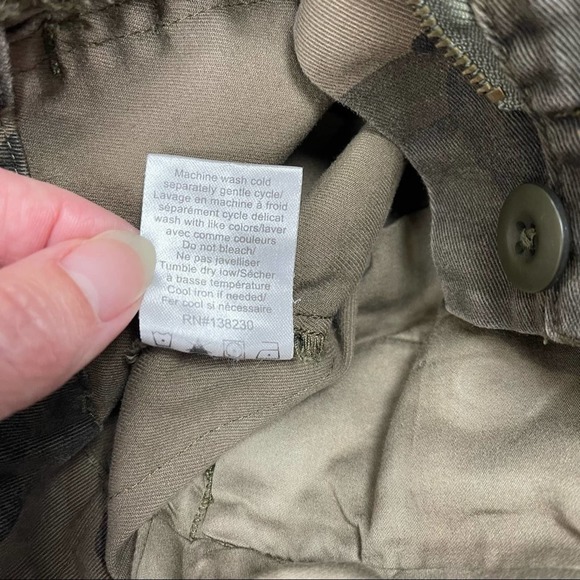 Machine wash cold
separately gentle cycle/
Lavage en machine à froid
séparément cycle délicat
wash with like colors/laver
avec comme couleurs
Do not bleach/
Ne pas javelliser
Tumble dry low/Sécher
à basse température
Cool iron if needed/
Fer cool si nécessaire
RN#138230